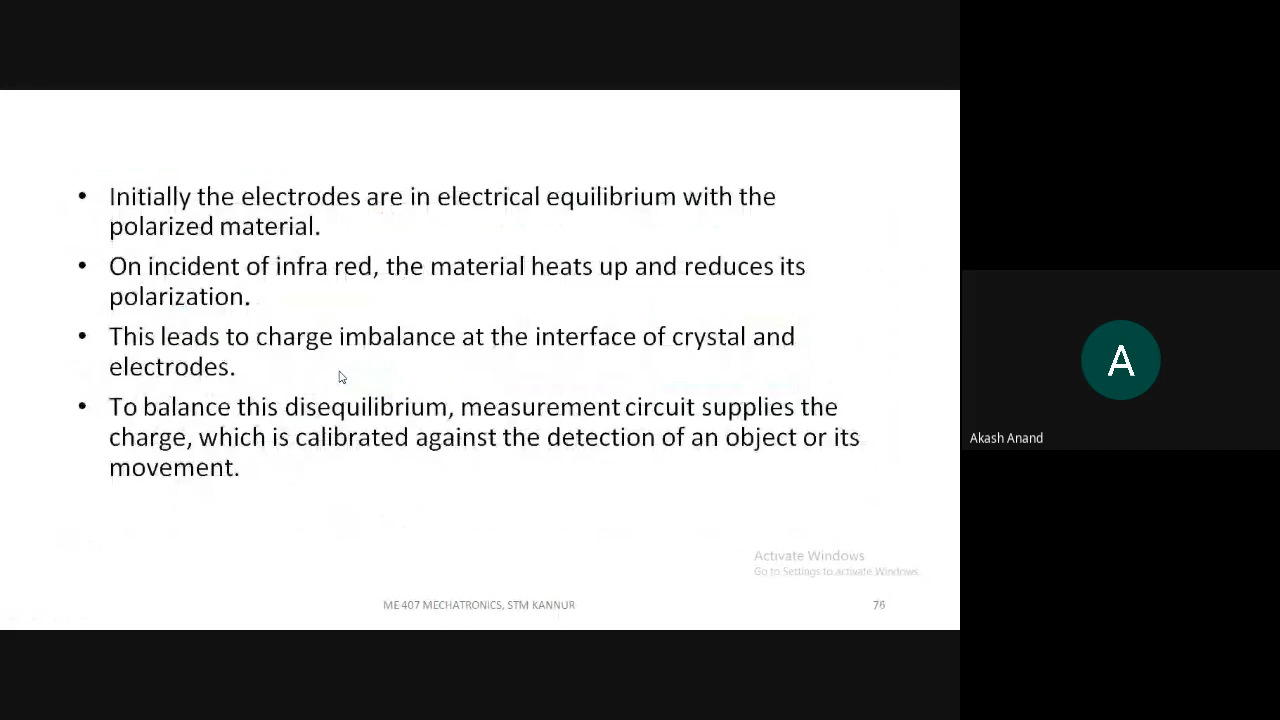 • Initially the electrodes are in electrical equilibrium with the
polarized material.
• On incident of infra red, the material heats up and reduces its
polarization.
• This leads to charge imbalance at the interface of crystal and
electrodes.
• To balance this disequilibrium, measurement circuit supplies the
charge, which is calibrated against the detection of an object or its
movement.
A
Akash Anand
Activate Windows
Go to Settings to activate Windows.
ME407 MECHATRONICS, STM KANNUR
76